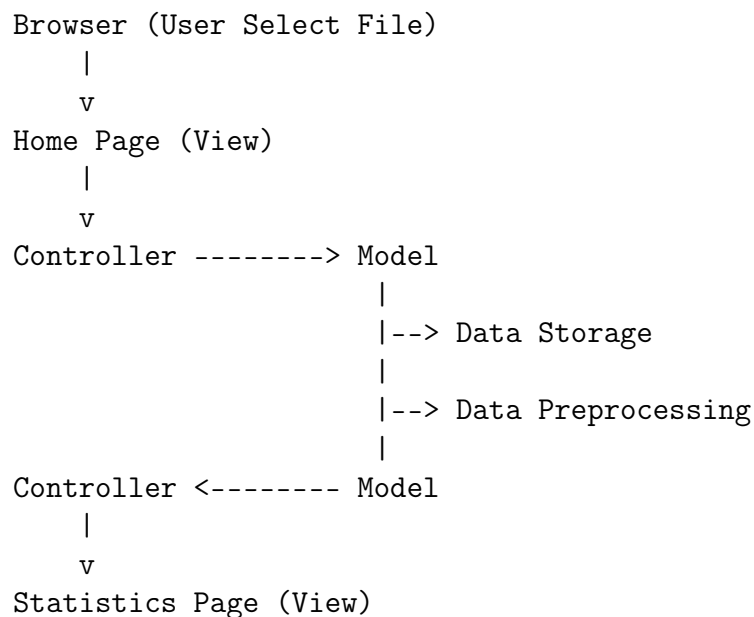 Browser (User Select File)
    |
    v
Home Page (View)
    |
    v
Controller --------> Model
                      |
                      |--> Data Storage
                      |
                      |--> Data Preprocessing
                      |
Controller <-------- Model
    |
    v
Statistics Page (View)